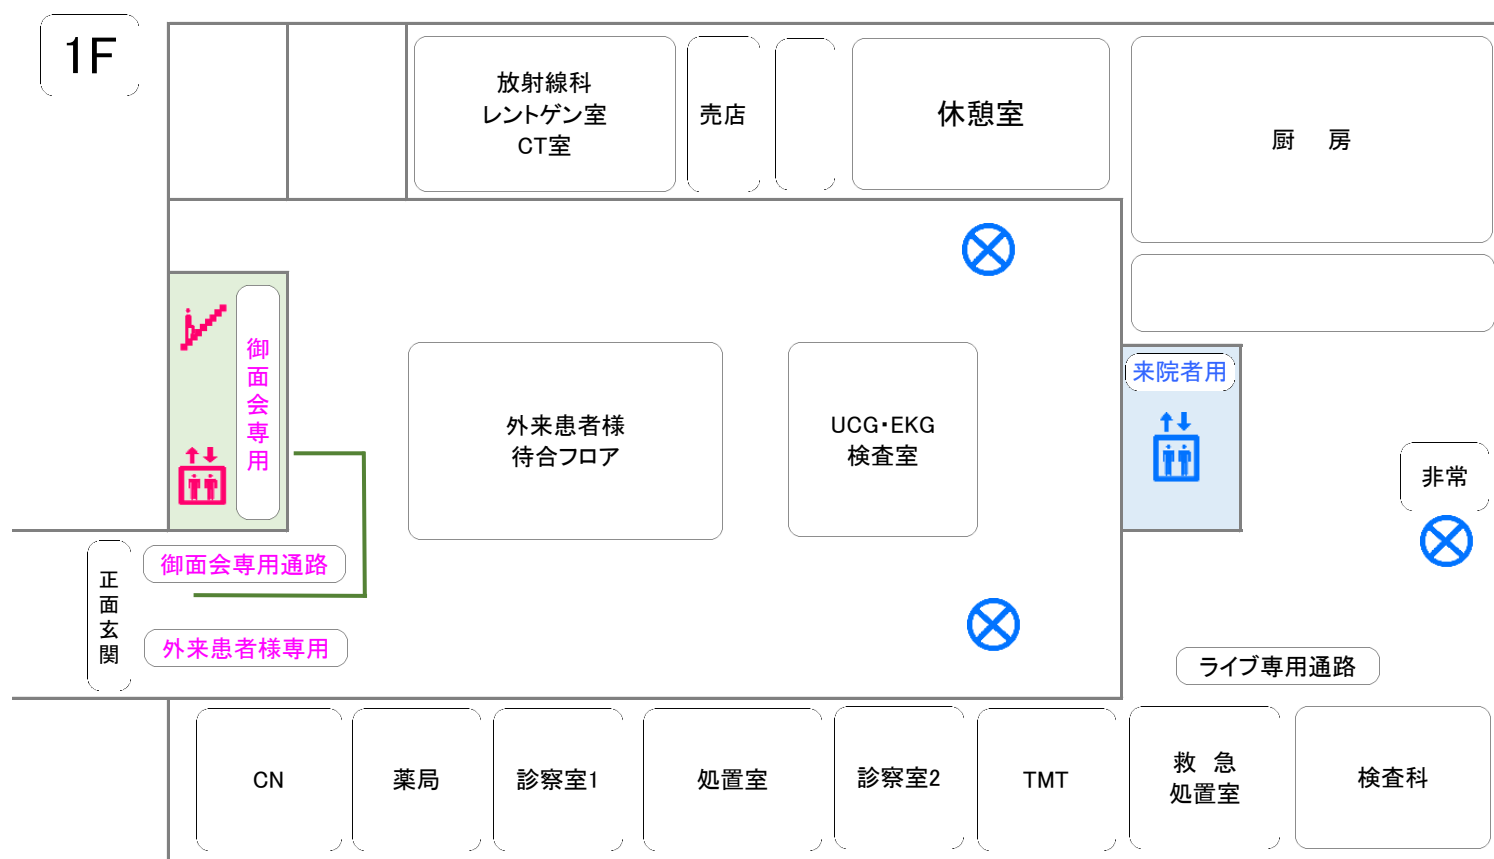 1F
放射線科
レントゲン室
CT室
売店
休憩室
厨 房
御面会専用
外来患者様
待合フロア
UCG・EKG
検査室
来院者用
非常
御面会専用通路
正面玄関
外来患者様専用
ライブ専用通路
CN
薬局
診察室1
処置室
診察室2
TMT
救 急
処置室
検査科